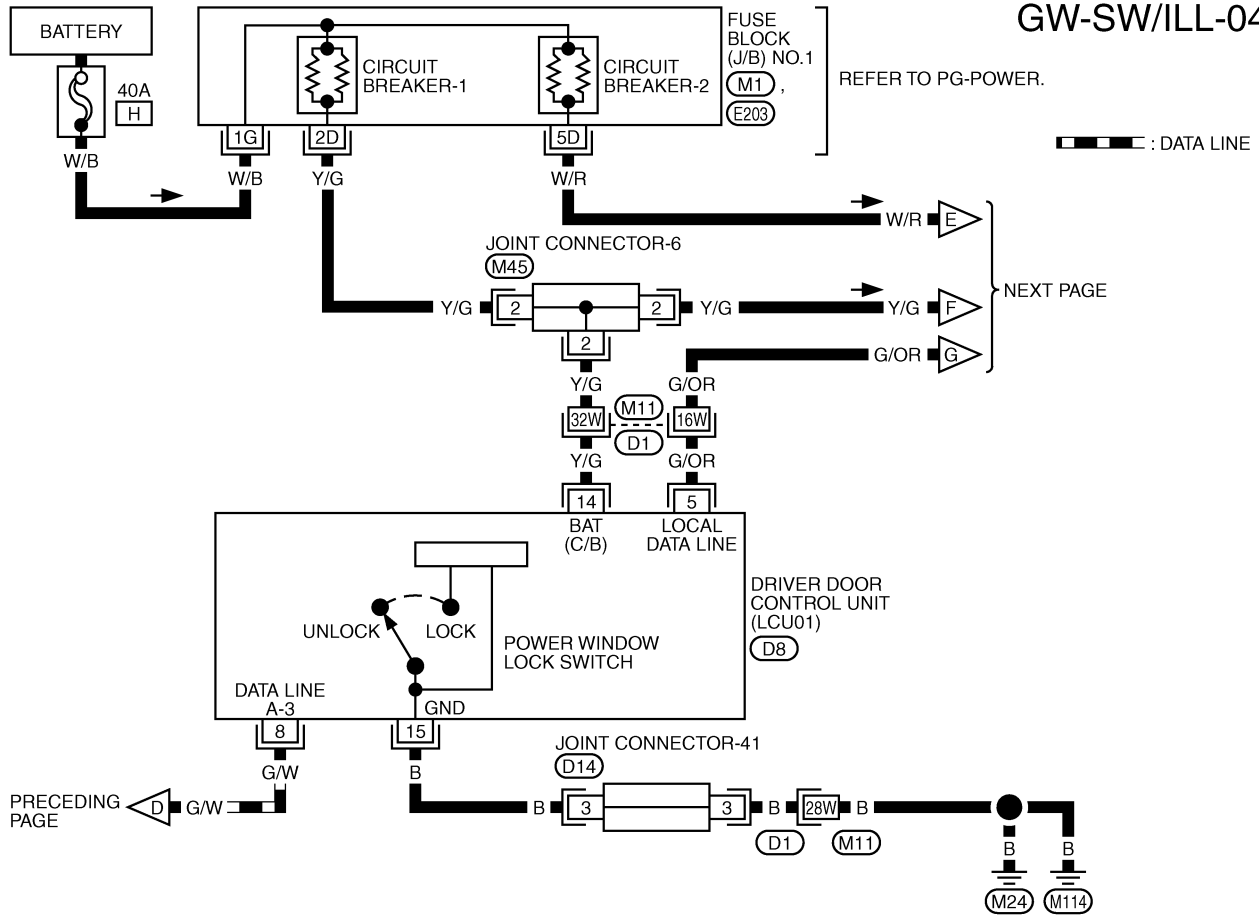 GW-SW/ILL-04
BATTERY
40A
H
W/B
CIRCUIT
BREAKER-1
CIRCUIT
BREAKER-2
FUSE
BLOCK
(J/B) NO.1
M1 ,
E203
REFER TO PG-POWER.
: DATA LINE
1G
2D
5D
W/B
Y/G
W/R
W/R
E
JOINT CONNECTOR-6
M45
NEXT PAGE
Y/G
2
2
Y/G
Y/G
F
2
G/OR
G
Y/G
G/OR
32W
M11
16W
D1
Y/G
G/OR
14
5
BAT
(C/B)
LOCAL
DATA LINE
DRIVER DOOR
CONTROL UNIT
(LCU01)
D8
UNLOCK
LOCK
POWER WINDOW
LOCK SWITCH
DATA LINE
A-3
GND
8
15
G/W
B
JOINT CONNECTOR-41
D14
PRECEDING
PAGE
D
G/W
B
3
3
B
28W
B
D1
M11
B
B
M24
M114